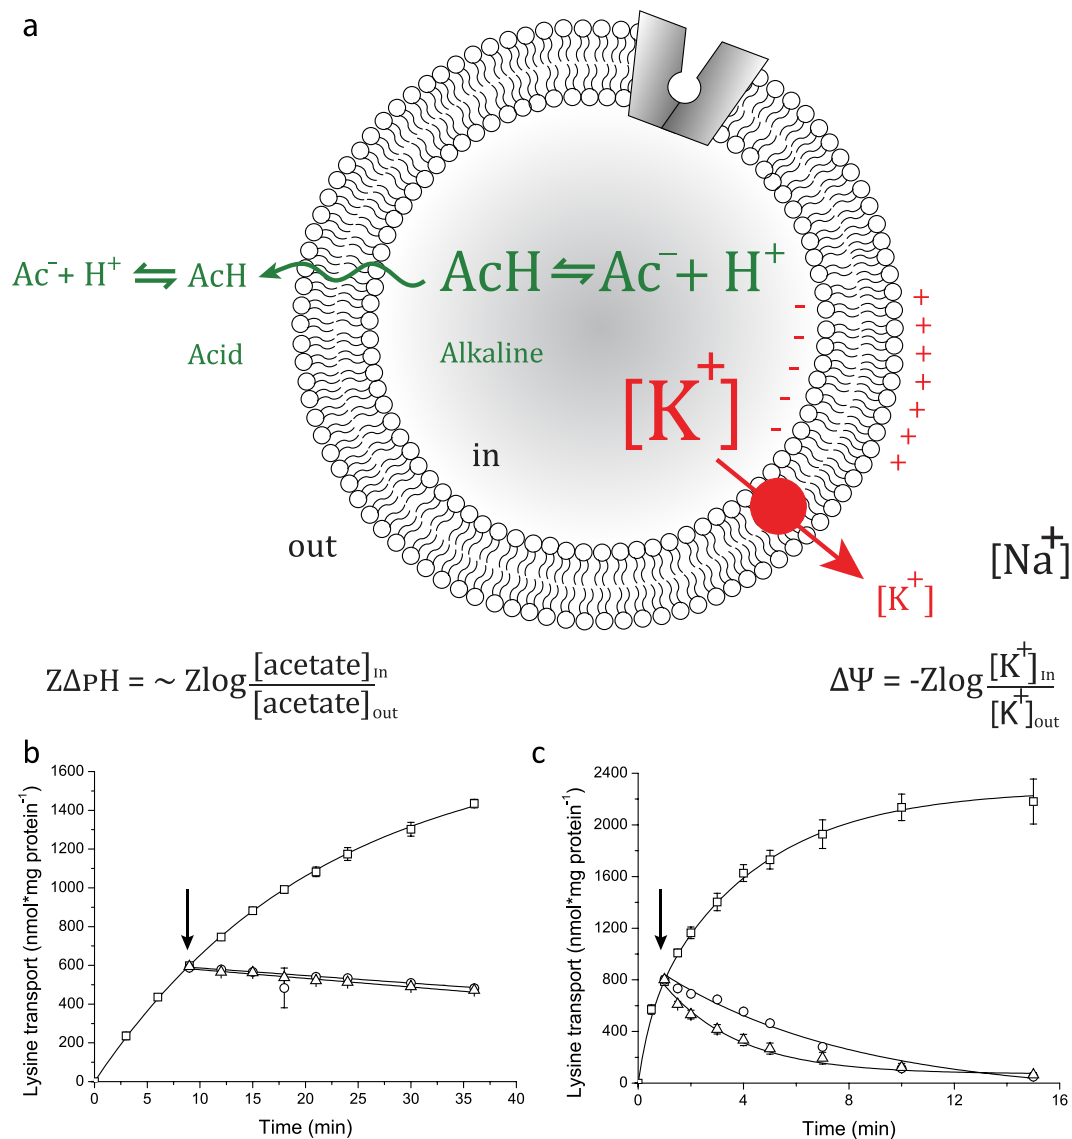 a
Ac⁻ + H⁺ ⇌ AcH
AcH ⇌ Ac⁻ + H⁺
Acid
Alkaline
[K⁺]
in
out
[Na⁺]
[K⁺]
ZΔpH = ~ Zlog [acetate]In / [acetate]out
ΔΨ = -Zlog [K⁺]In / [K⁺]out
b
Lysine transport (nmol*mg protein⁻¹)
1600
1400
1200
1000
800
600
400
200
0
0 5 10 15 20 25 30 35 40
Time (min)
c
Lysine transport (nmol*mg protein⁻¹)
2400
2000
1600
1200
800
400
0
0 4 8 12 16
Time (min)